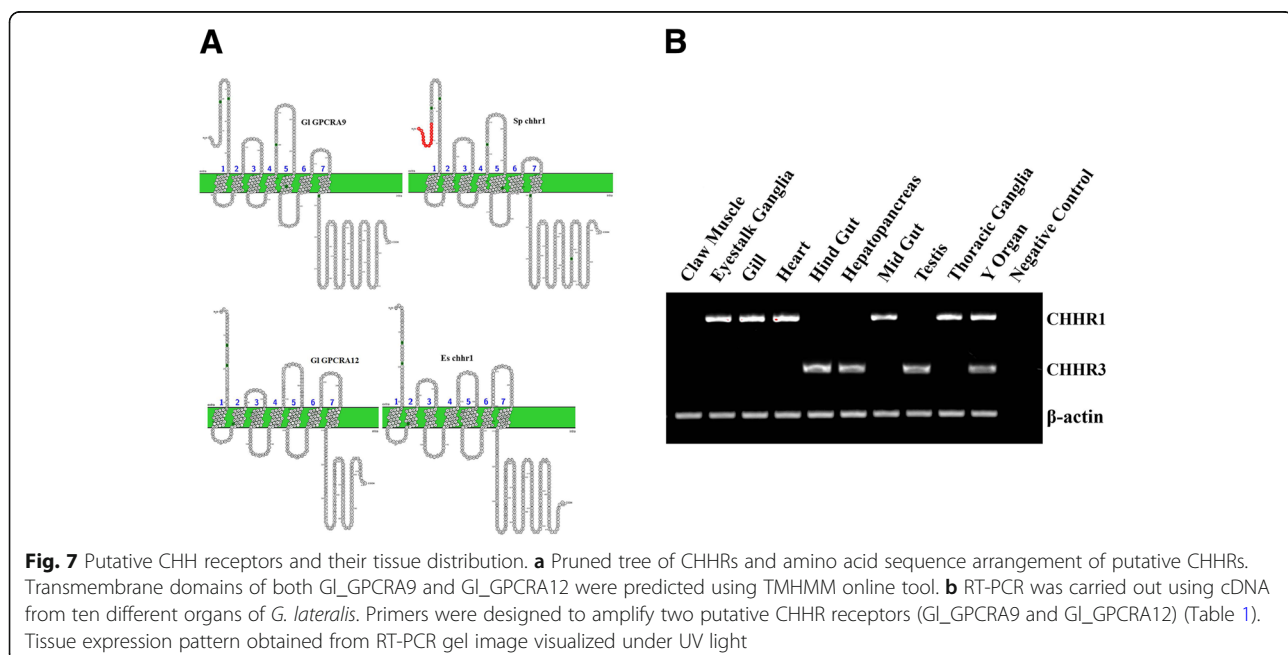 A
Gl GPCRA9
1 2 3 4 5 6 7
Sp chhr1
1 2 3 4 5 6 7
Gl GPCRA12
1 2 3 4 5 6 7
Es chhr1
1 2 3 4 5 6 7
B
Claw Muscle
Eyestalk Ganglia
Gill
Heart
Hind Gut
Hepatopancreas
Mid Gut
Testis
Thoracic Ganglia
Y Organ
Negative Control
CHHR1
CHHR3
β-actin
Fig. 7 Putative CHH receptors and their tissue distribution. a Pruned tree of CHHRs and amino acid sequence arrangement of putative CHHRs.
Transmembrane domains of both Gl_GPCRA9 and Gl_GPCRA12 were predicted using TMHMM online tool. b RT-PCR was carried out using cDNA
from ten different organs of G. lateralis. Primers were designed to amplify two putative CHHR receptors (Gl_GPCRA9 and Gl_GPCRA12) (Table 1).
Tissue expression pattern obtained from RT-PCR gel image visualized under UV light